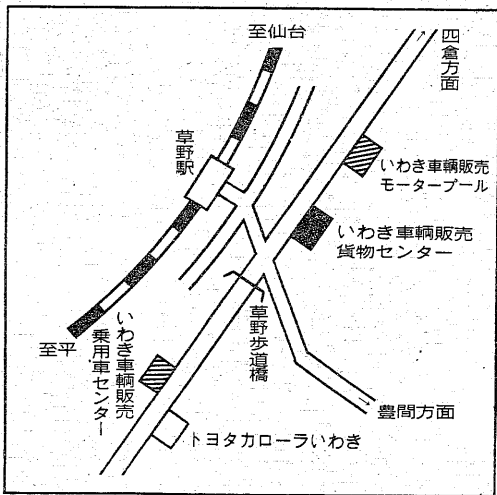 至仙台
四倉方面
草野駅
いわき車輌販売
モータープール
いわき車輌販売
貨物センター
草野歩道橋
至平
いわき車輌販売
乗用車センター
トヨタカローラいわき
豊間方面